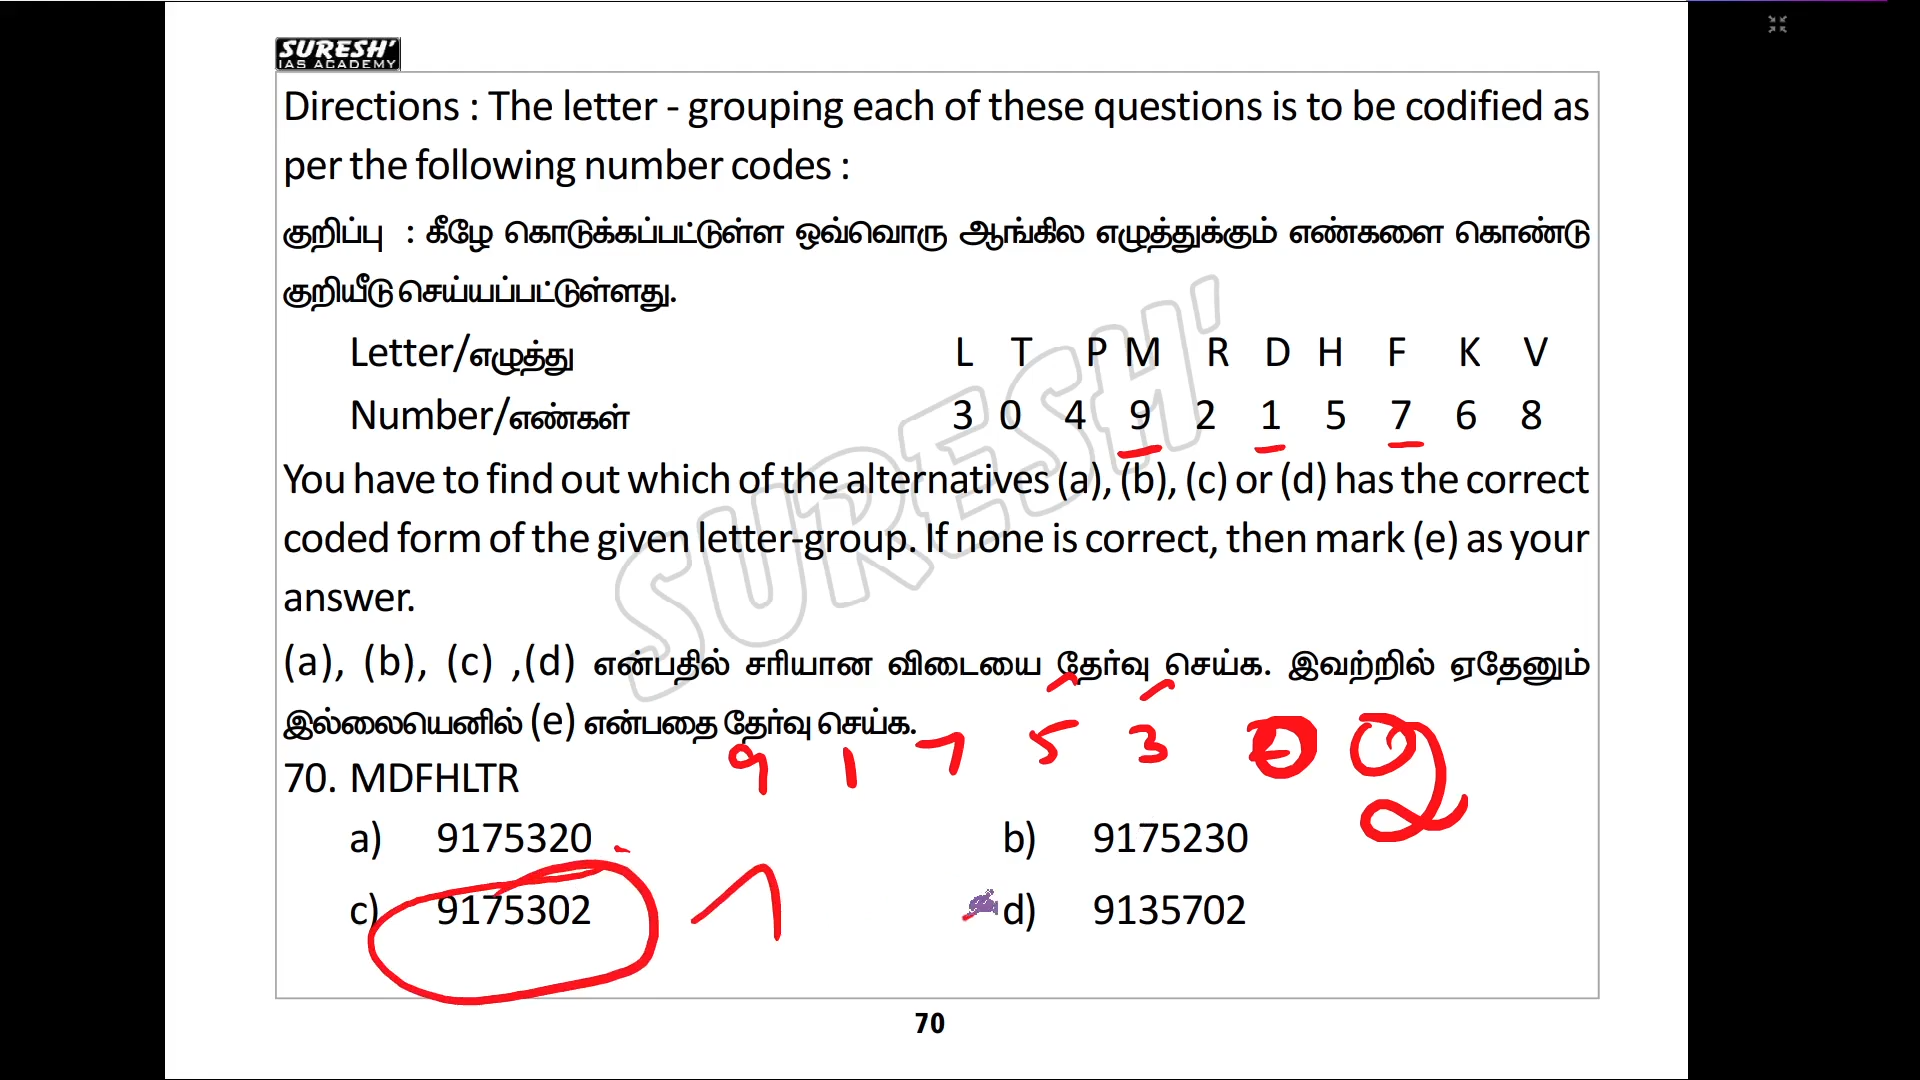 SURESH'
IAS ACADEMY
Directions : The letter - grouping each of these questions is to be codified as
per the following number codes :
குறிப்பு : கீழே கொடுக்கப்பட்டுள்ள ஒவ்வொரு ஆங்கில எழுத்துக்கும் எண்களை கொண்டு
குறியீடு செய்யப்பட்டுள்ளது.
Letter/எழுத்து L T P M R D H F K V
Number/எண்கள் 3 0 4 9 2 1 5 7 6 8
You have to find out which of the alternatives (a), (b), (c) or (d) has the correct
coded form of the given letter-group. If none is correct, then mark (e) as your
answer.
(a), (b), (c) ,(d) என்பதில் சரியான விடையை தேர்வு செய்க. இவற்றில் ஏதேனும்
இல்லையெனில் (e) என்பதை தேர்வு செய்க.
9 1 7 5 3 0 2
70. MDFHLTR
a) 9175320 b) 9175230
c) 9175302 d) 9135702
70
SURESH'